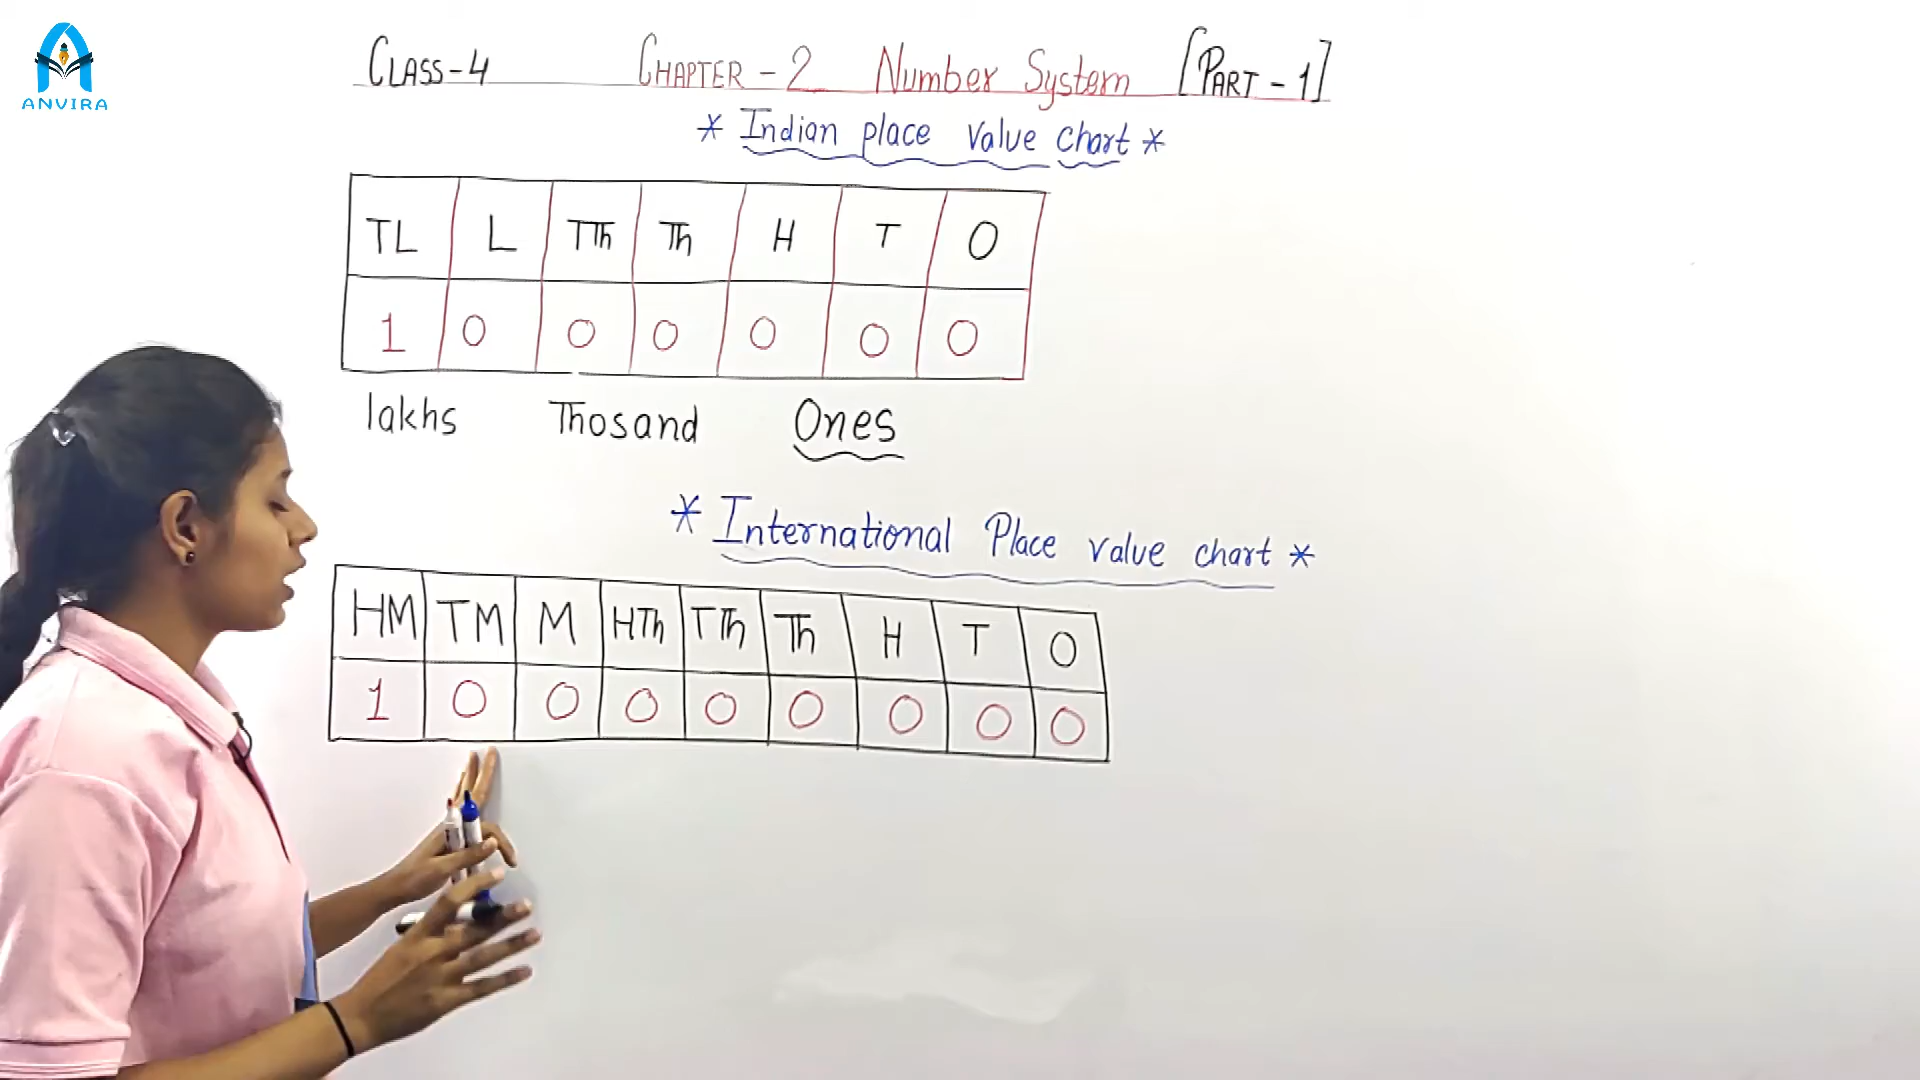 ANVIRA
CLASS-4 CHAPTER - 2 Number System [PART - 1]
* Indian place value chart *
TL L TTh Th H T O
1 0 0 0 0 0 0
lakhs Thosand Ones
* International Place value chart *
HM TM M HTh TTh Th H T O
1 0 0 0 0 0 0 0 0